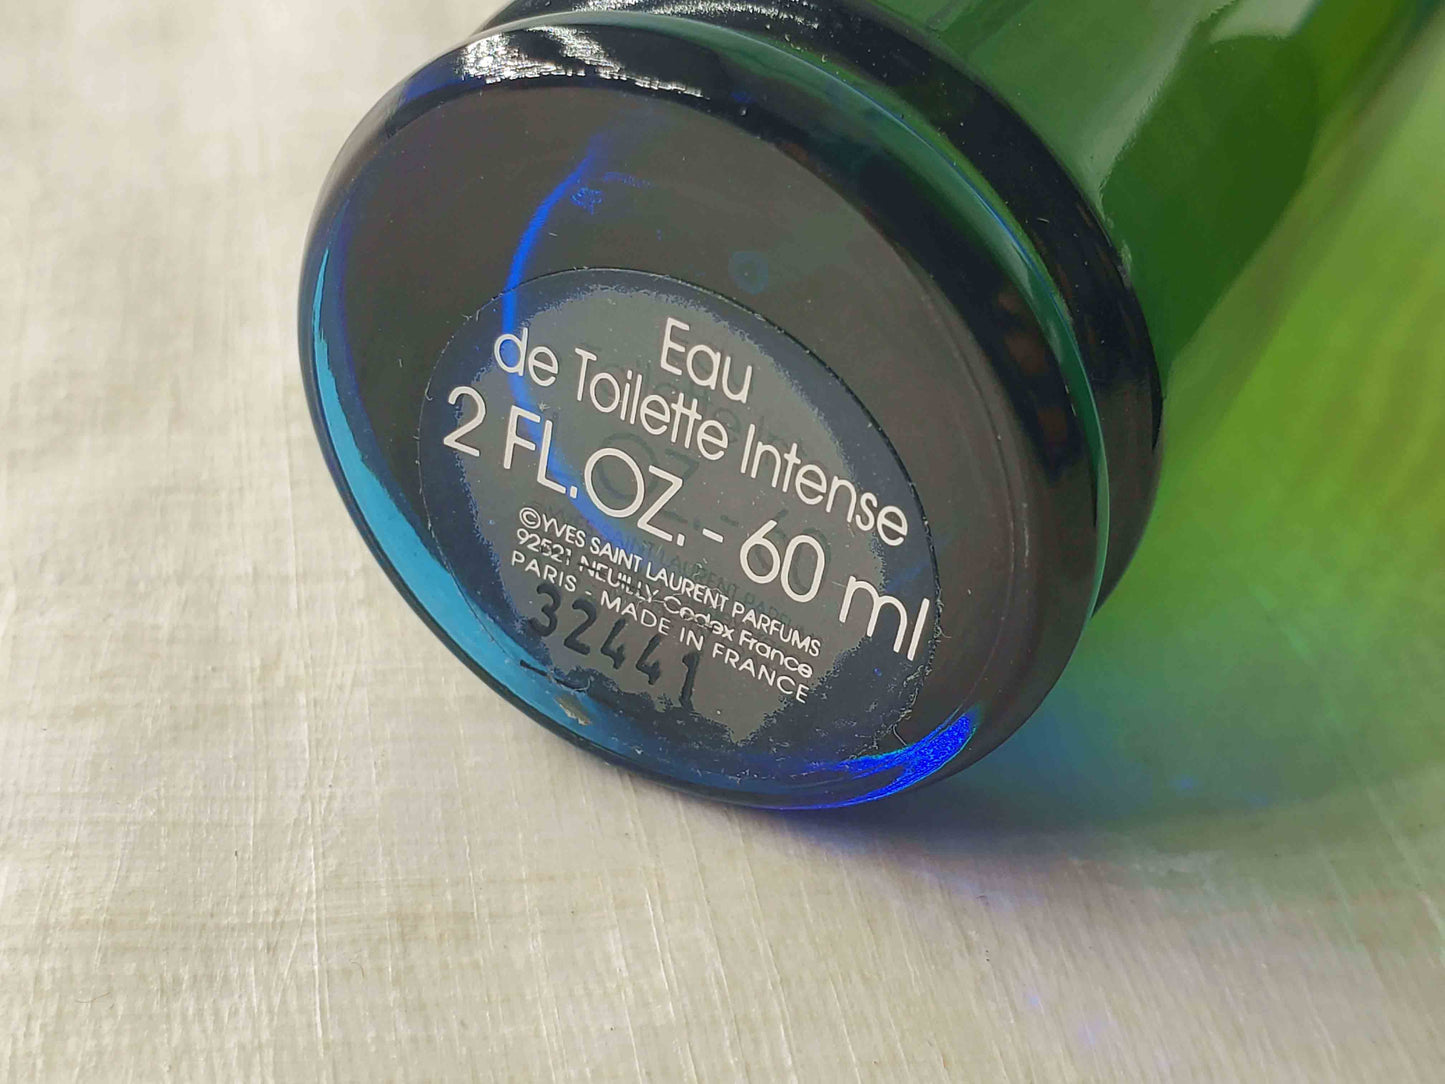 Eau
de Toilette Intense
2 FL.OZ. - 60 ml
©YVES SAINT LAURENT PARFUMS
92521 NEUILLY Cedex France
PARIS - MADE IN FRANCE
32441